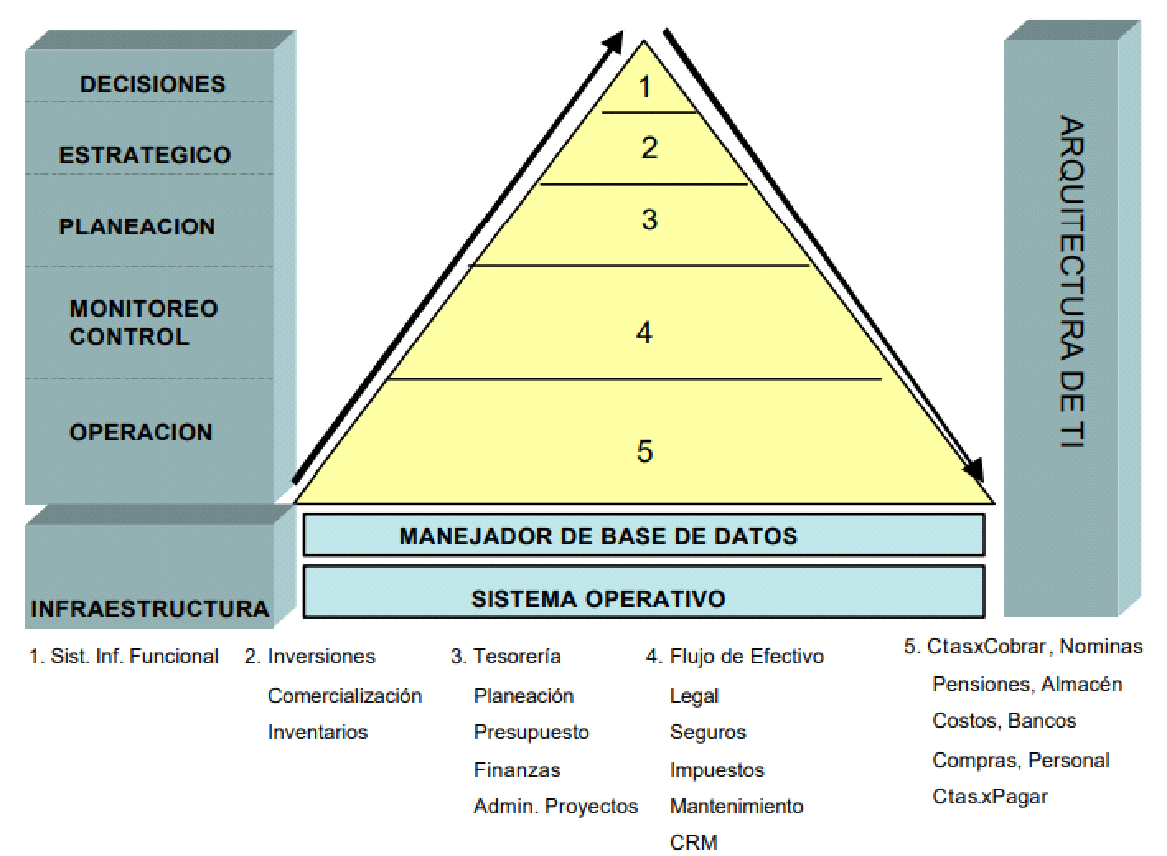 DECISIONES
ESTRATEGICO
PLANEACION
MONITOREO
CONTROL
OPERACION
INFRAESTRUCTURA
1
2
3
4
5
MANEJADOR DE BASE DE DATOS
SISTEMA OPERATIVO
ARQUITECTURA DE TI
1. Sist. Inf. Funcional
2. Inversiones
Comercialización
Inventarios
3. Tesorería
Planeación
Presupuesto
Finanzas
Admin. Proyectos
4. Flujo de Efectivo
Legal
Seguros
Impuestos
Mantenimiento
CRM
5. CtasxCobrar, Nominas
Pensiones, Almacén
Costos, Bancos
Compras, Personal
Ctas.xPagar